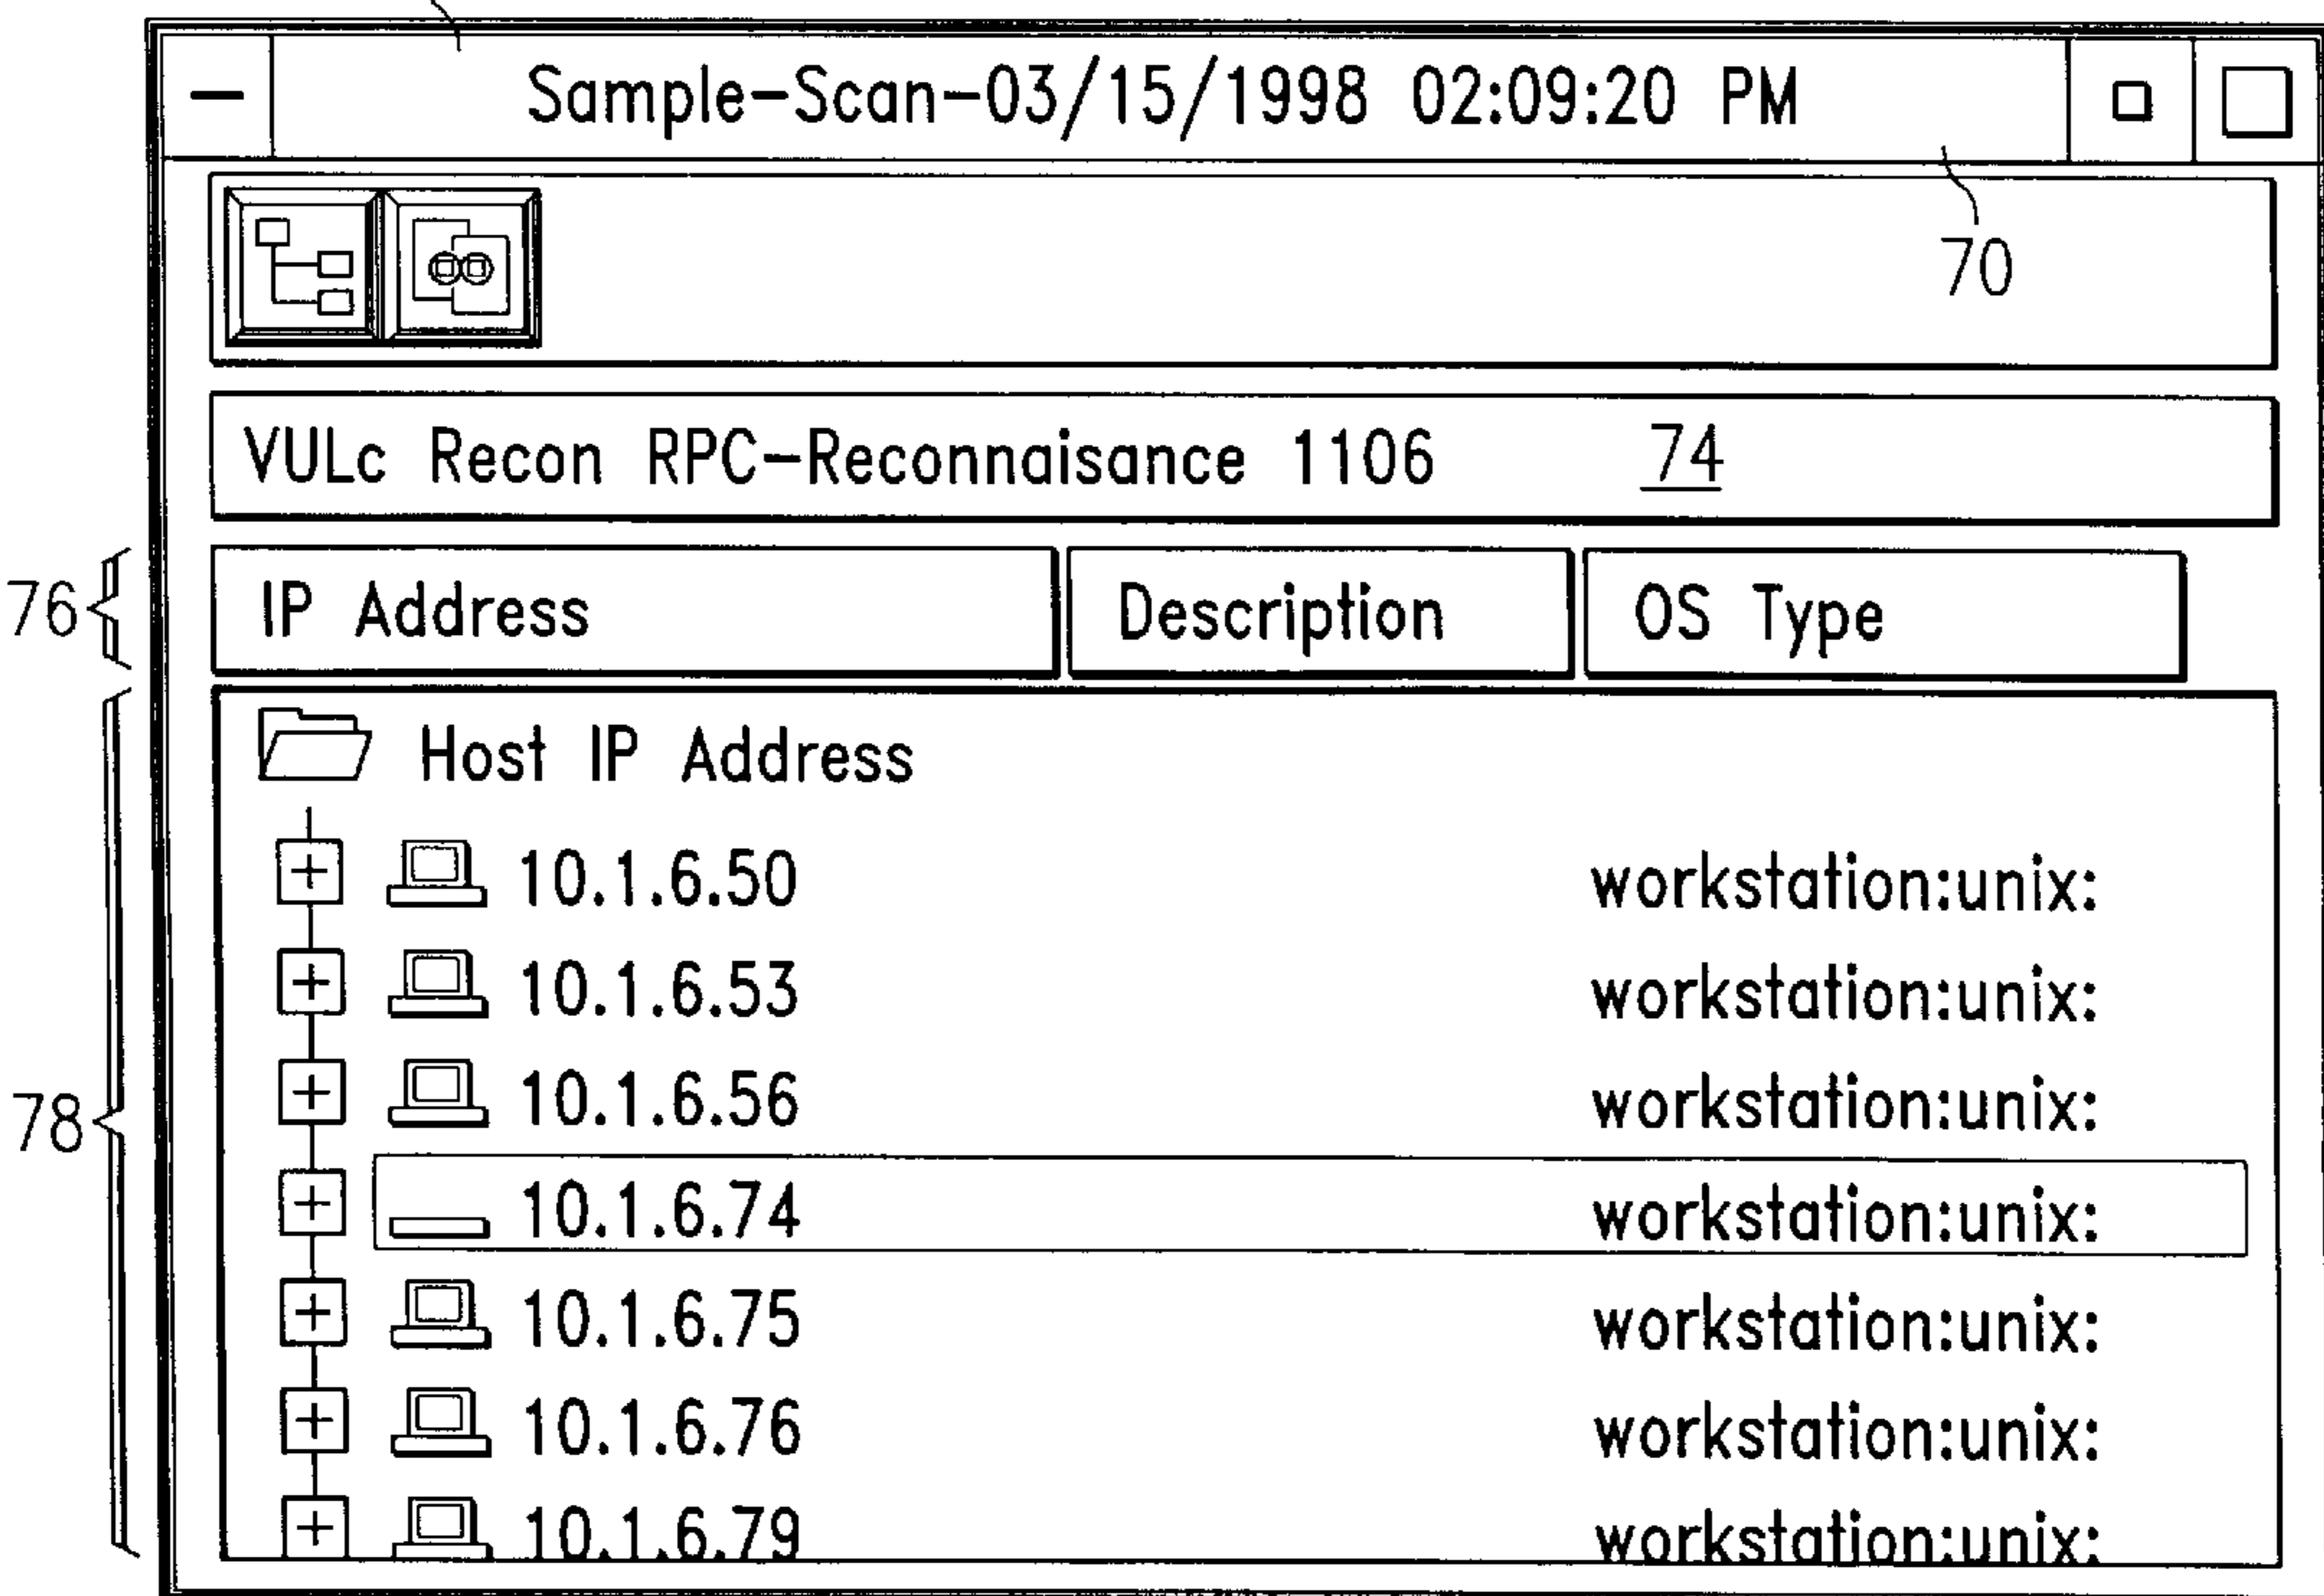 Sample-Scan-03/15/1998 02:09:20 PM
70
VULc Recon RPC-Reconnaisance 1106 74
76 IP Address Description OS Type
Host IP Address
10.1.6.50 workstation:unix:
10.1.6.53 workstation:unix:
10.1.6.56 workstation:unix:
78
10.1.6.74 workstation:unix:
10.1.6.75 workstation:unix:
10.1.6.76 workstation:unix:
10.1.6.79 workstation:unix: